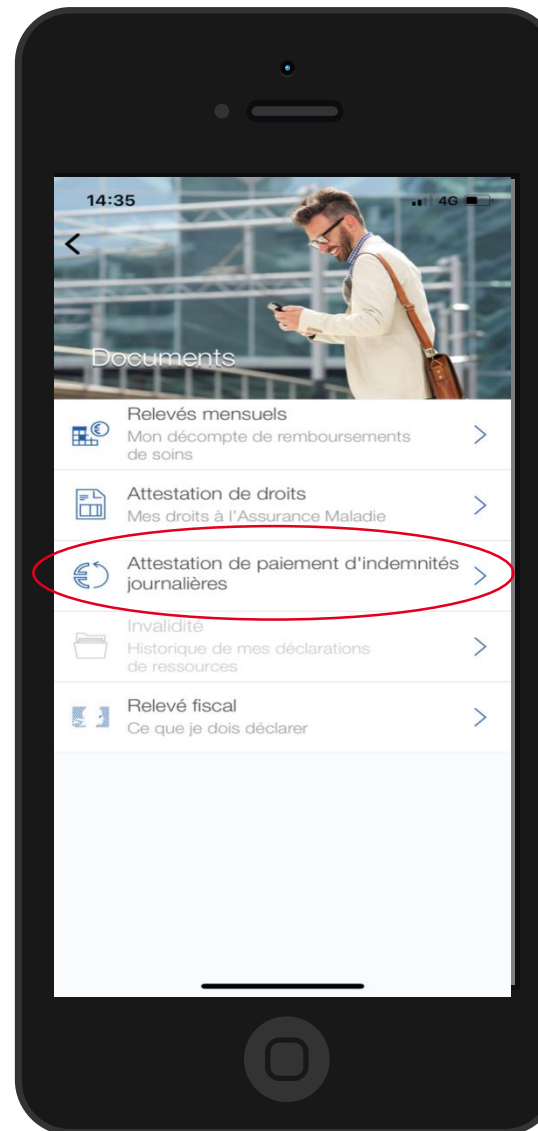 14:35
4G
Documents
Relevés mensuels
Mon décompte de remboursements
de soins
Attestation de droits
Mes droits à l'Assurance Maladie
Attestation de paiement d'indemnités
journalières
Invalidité
Historique de mes déclarations
de ressources
Relevé fiscal
Ce que je dois déclarer